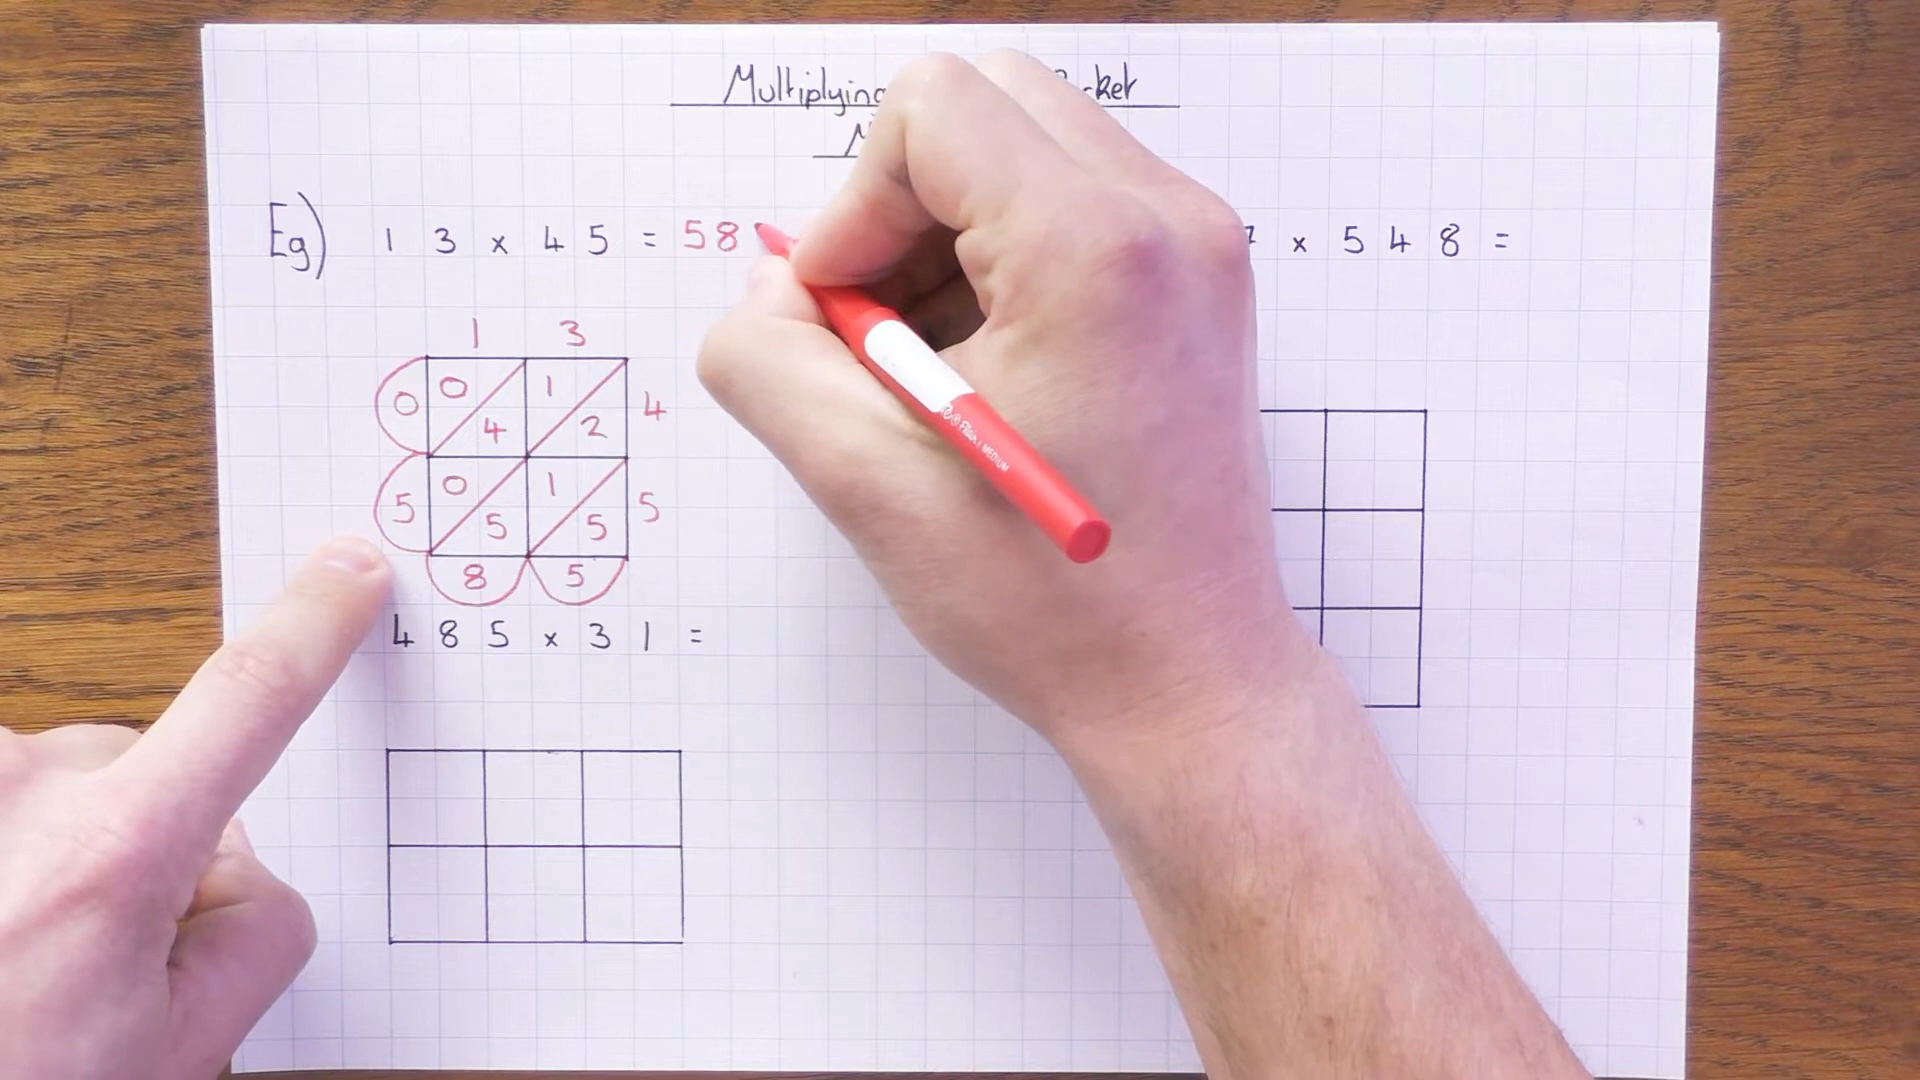 Multiplying
Eg) 1 3 x 4 5 = 58
x 5 4 8 =
1 3
0 0 1 4
4 2
5 0 1 5
5 5
8 5
4 8 5 x 3 1 =
MEDIUM